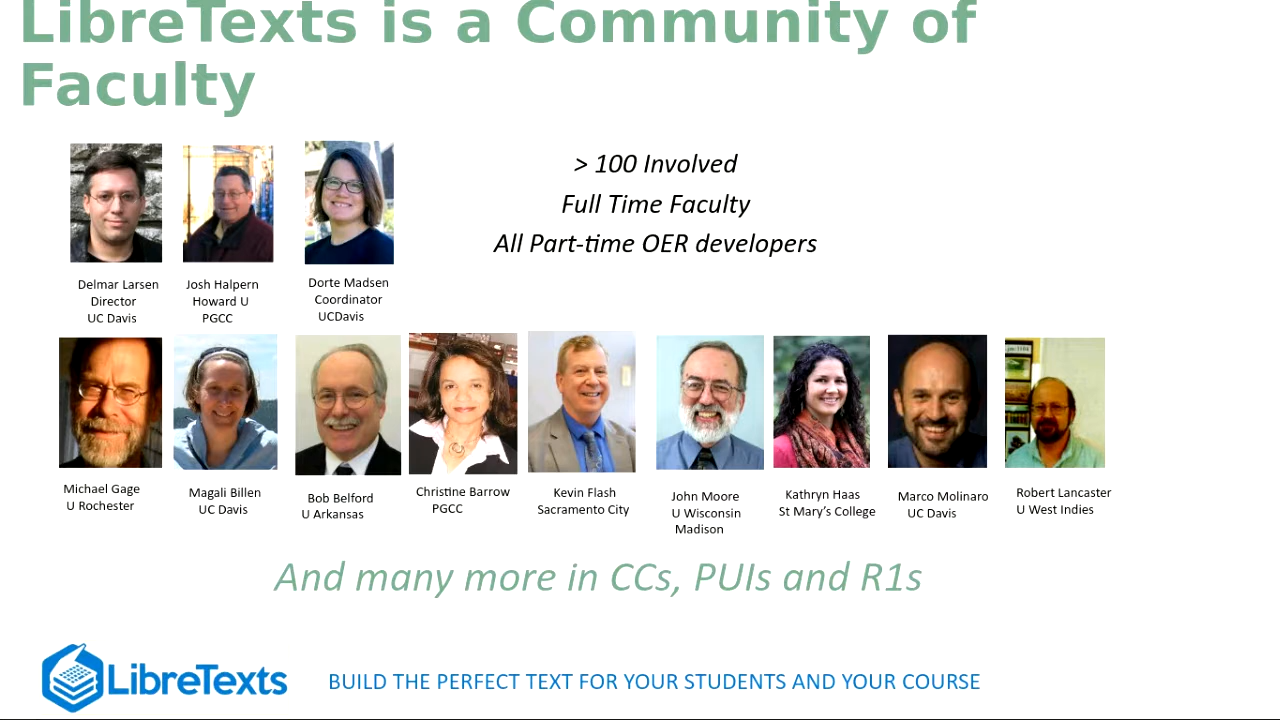 LibreTexts is a Community of
Faculty
> 100 Involved
Full Time Faculty
All Part-time OER developers
Delmar Larsen
Director
UC Davis
Josh Halpern
Howard U
PGCC
Dorte Madsen
Coordinator
UCDavis
Michael Gage
U Rochester
Magali Billen
UC Davis
Bob Belford
U Arkansas
Christine Barrow
PGCC
Kevin Flash
Sacramento City
John Moore
U Wisconsin
Madison
Kathryn Haas
St Mary’s College
Marco Molinaro
UC Davis
Robert Lancaster
U West Indies
And many more in CCs, PUIs and R1s
LibreTexts
BUILD THE PERFECT TEXT FOR YOUR STUDENTS AND YOUR COURSE